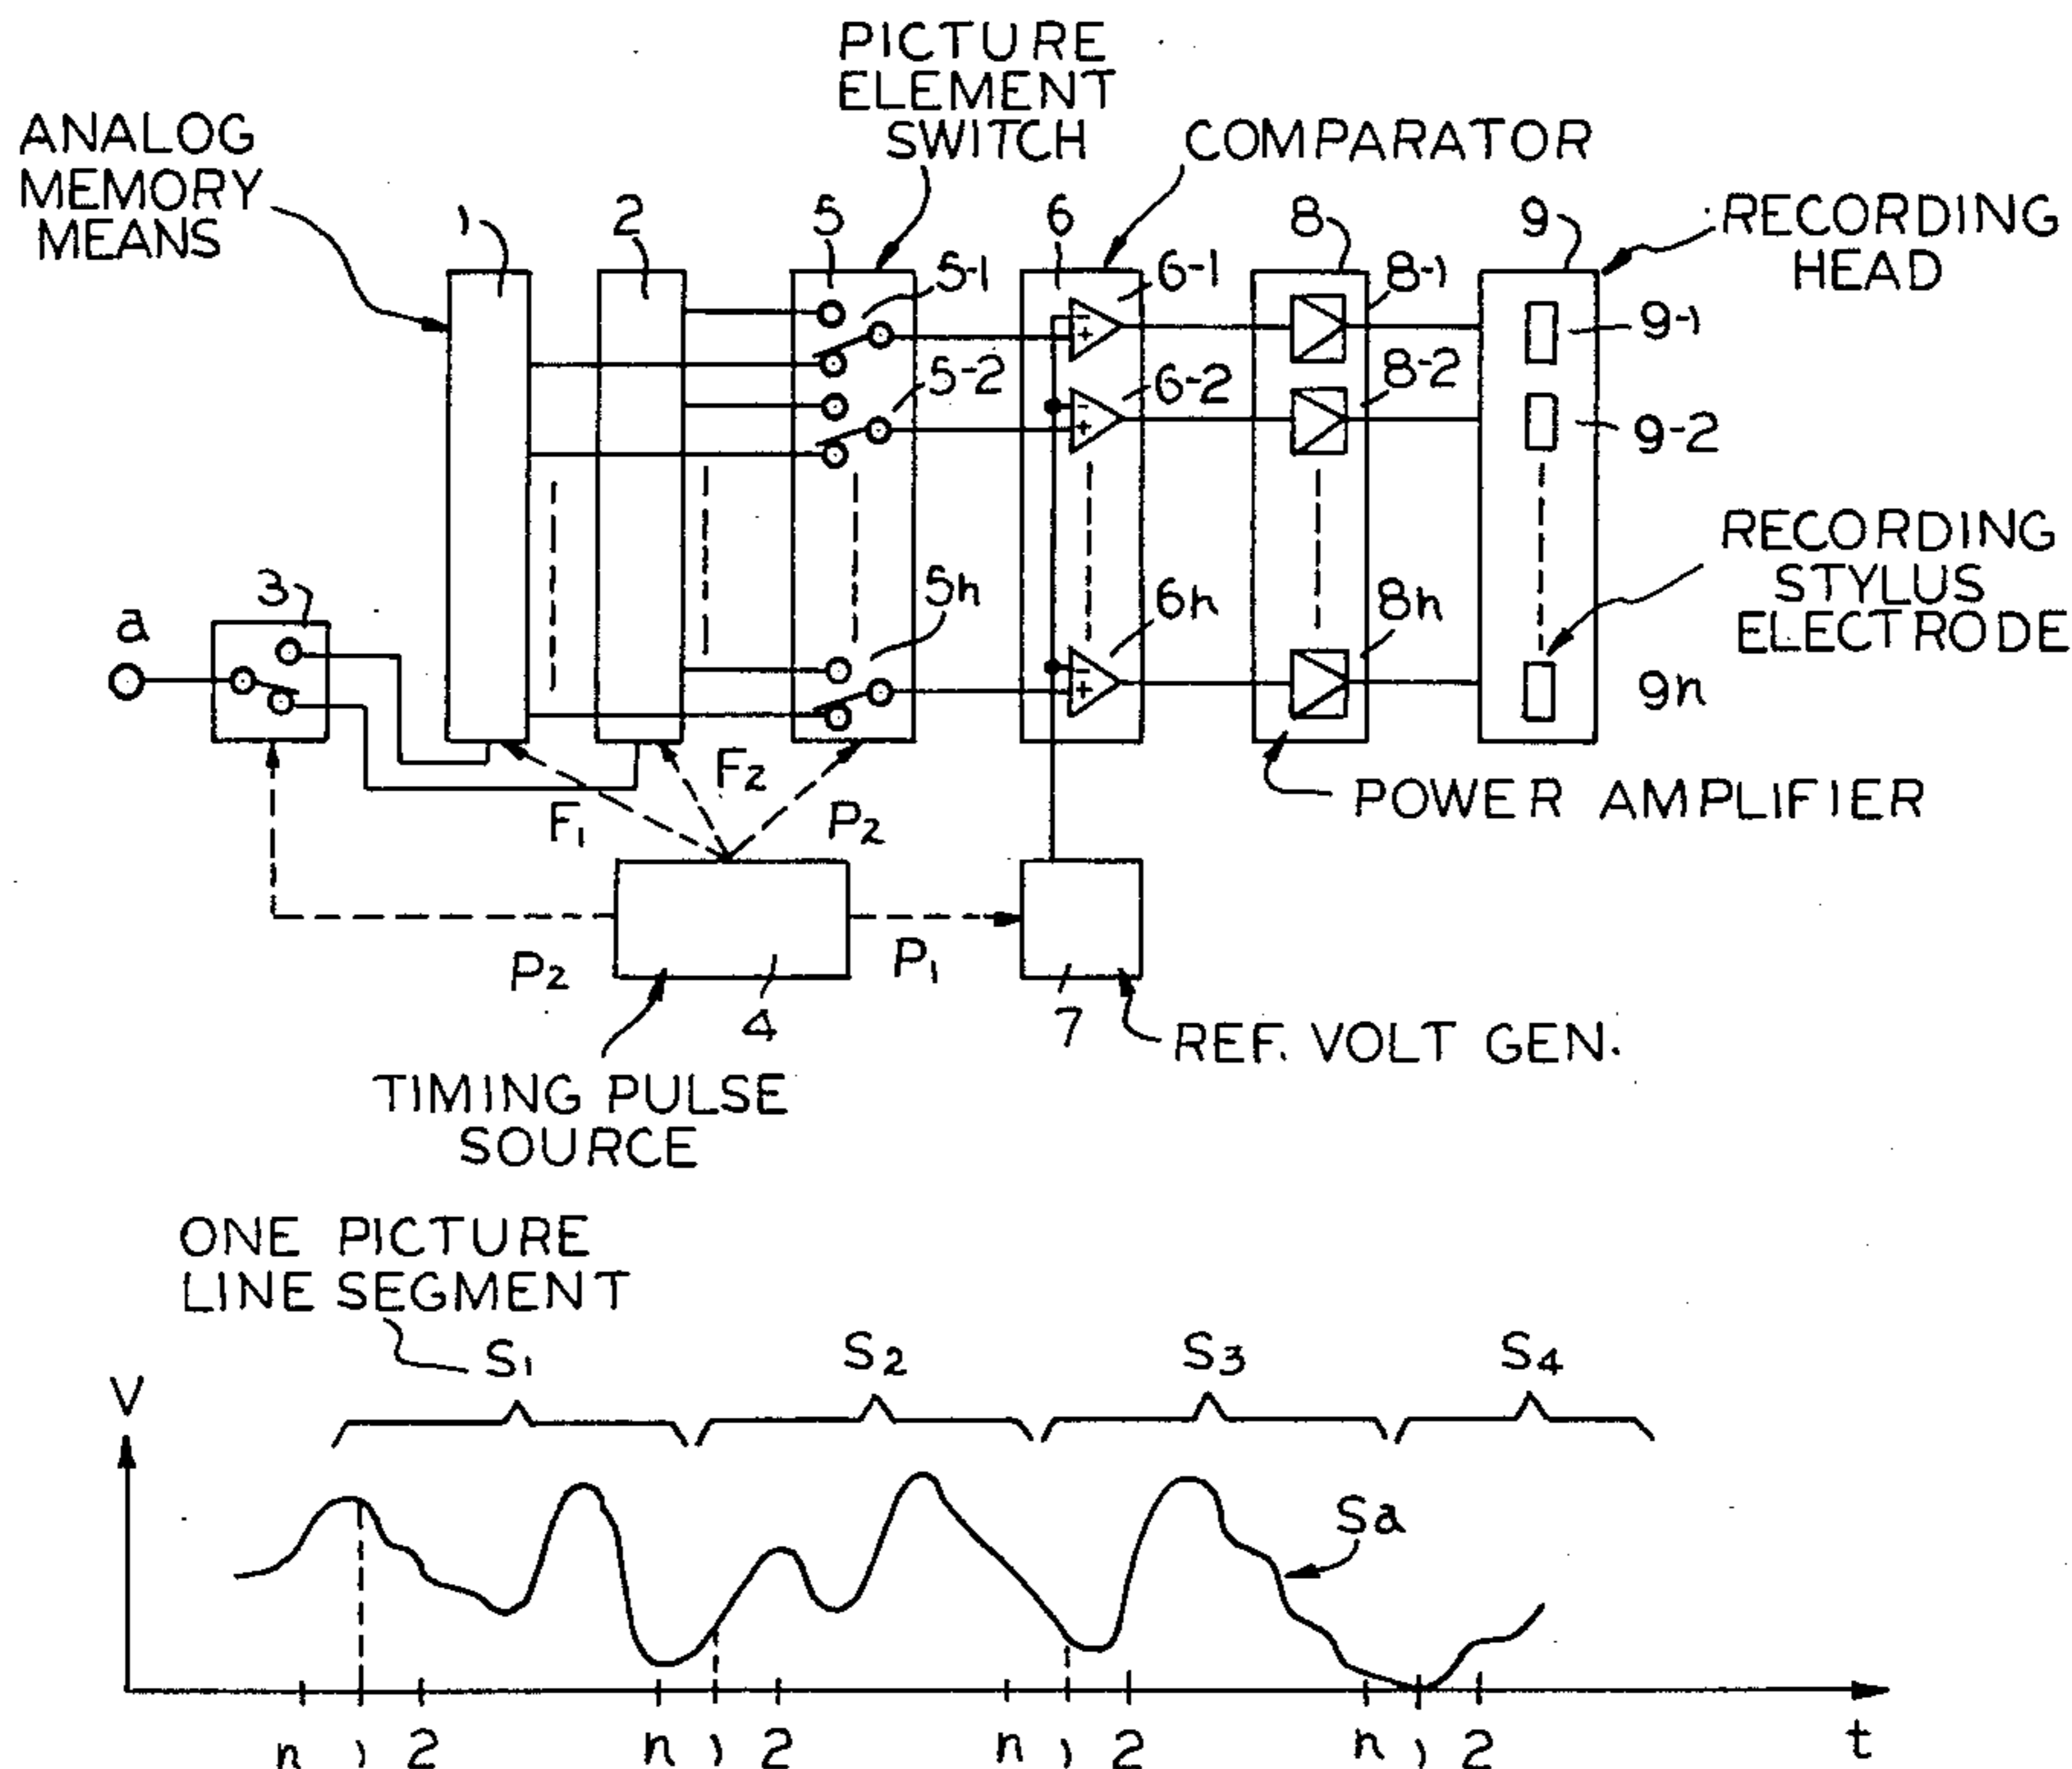 PICTURE
ELEMENT
SWITCH
ANALOG
MEMORY
MEANS
COMPARATOR
RECORDING
HEAD
1
2
5
5-1
6
6-1
8
8-1
9
9-1
5-2
6-2
8-2
9-2
RECORDING
STYLUS
ELECTRODE
3
a
5n
6n
8n
9n
F1
F2
P2
POWER AMPLIFIER
P2
P1
4
7
REF. VOLT GEN.
TIMING PULSE
SOURCE
ONE PICTURE
LINE SEGMENT
S1
S2
S3
S4
V
Sa
- +
- +
- +
n 1 2 n 1 2 n 1 2 n 1 2 t